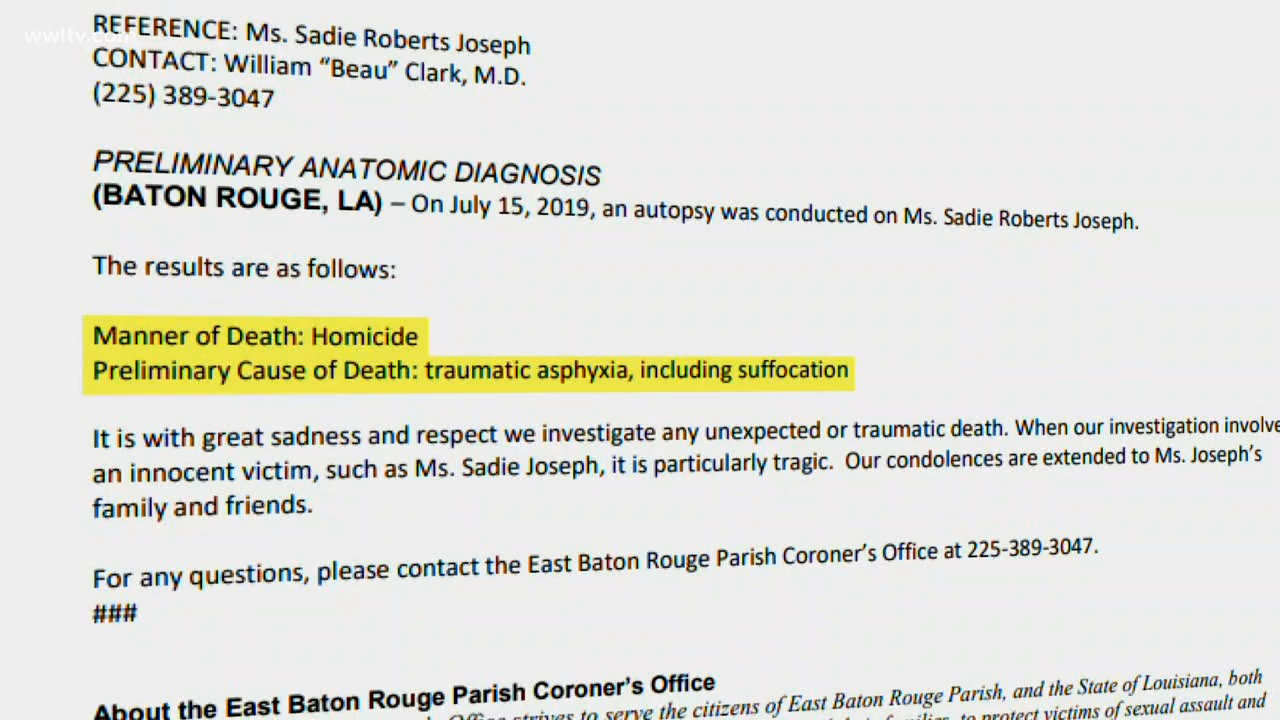 wwltv.com
REFERENCE: Ms. Sadie Roberts Joseph
CONTACT: William “Beau” Clark, M.D.
(225) 389-3047
PRELIMINARY ANATOMIC DIAGNOSIS
(BATON ROUGE, LA) – On July 15, 2019, an autopsy was conducted on Ms. Sadie Roberts Joseph.
The results are as follows:
Manner of Death: Homicide
Preliminary Cause of Death: traumatic asphyxia, including suffocation
It is with great sadness and respect we investigate any unexpected or traumatic death. When our investigation involve
an innocent victim, such as Ms. Sadie Joseph, it is particularly tragic. Our condolences are extended to Ms. Joseph’s
family and friends.
For any questions, please contact the East Baton Rouge Parish Coroner’s Office at 225-389-3047.
###
About the East Baton Rouge Parish Coroner’s Office
Office strives to serve the citizens of East Baton Rouge Parish, and the State of Louisiana, both
families, to protect victims of sexual assault and